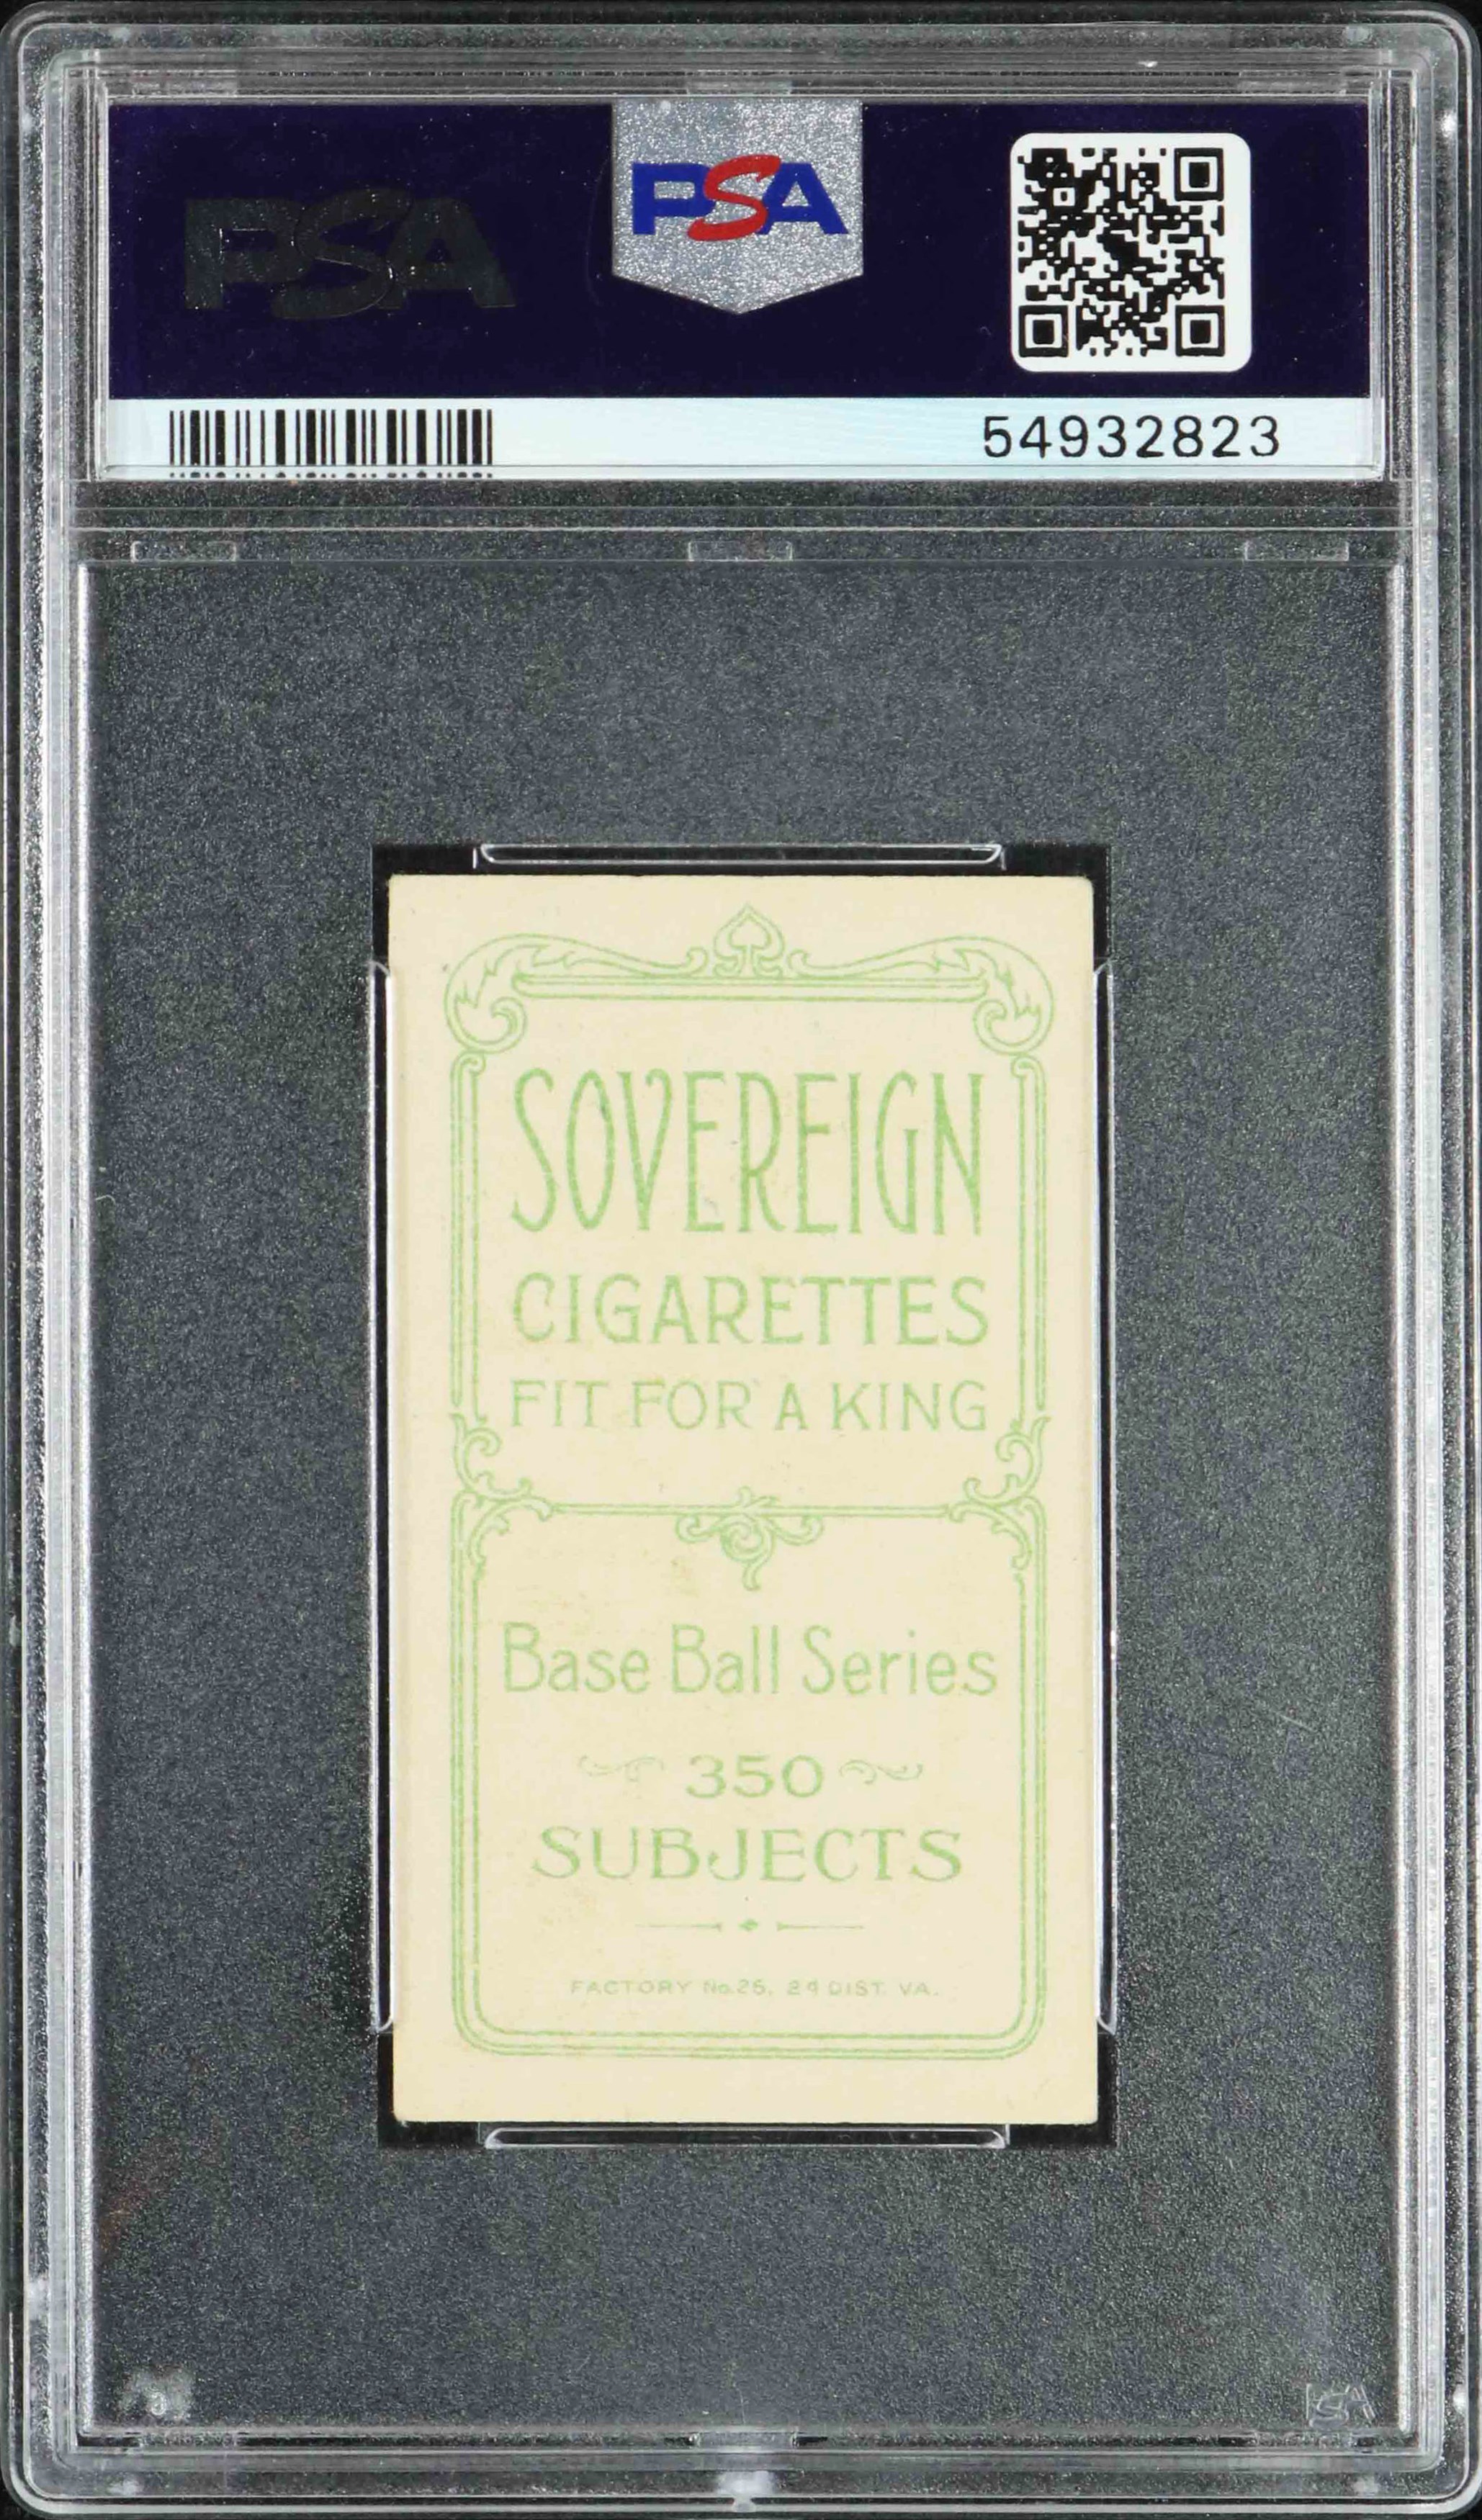 PSA
PSA
54932823
SOVEREIGN
CIGARETTES
FIT FOR A KING
Base Ball Series
350
SUBJECTS
FACTORY No. 25, 2d DIST. VA.
PSA